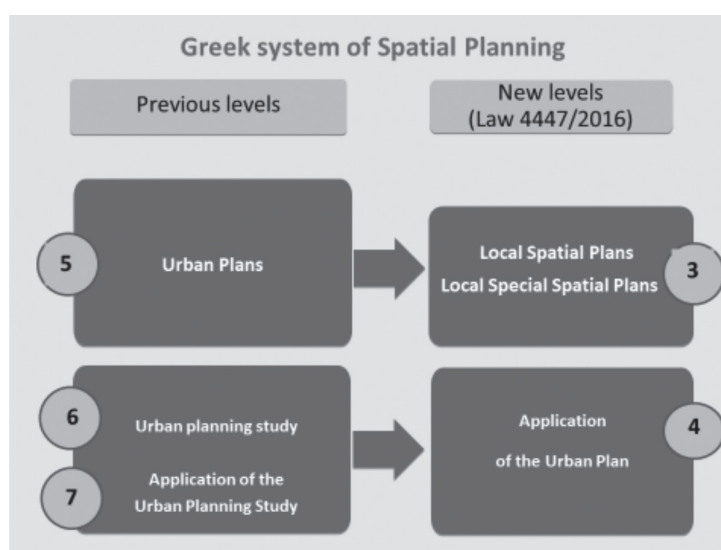 Greek system of Spatial Planning
Previous levels
New levels
(Law 4447/2016)
5
Urban Plans
Local Spatial Plans
Local Special Spatial Plans
3
6
Urban planning study
7
Application of the
Urban Planning Study
Application
of the Urban Plan
4